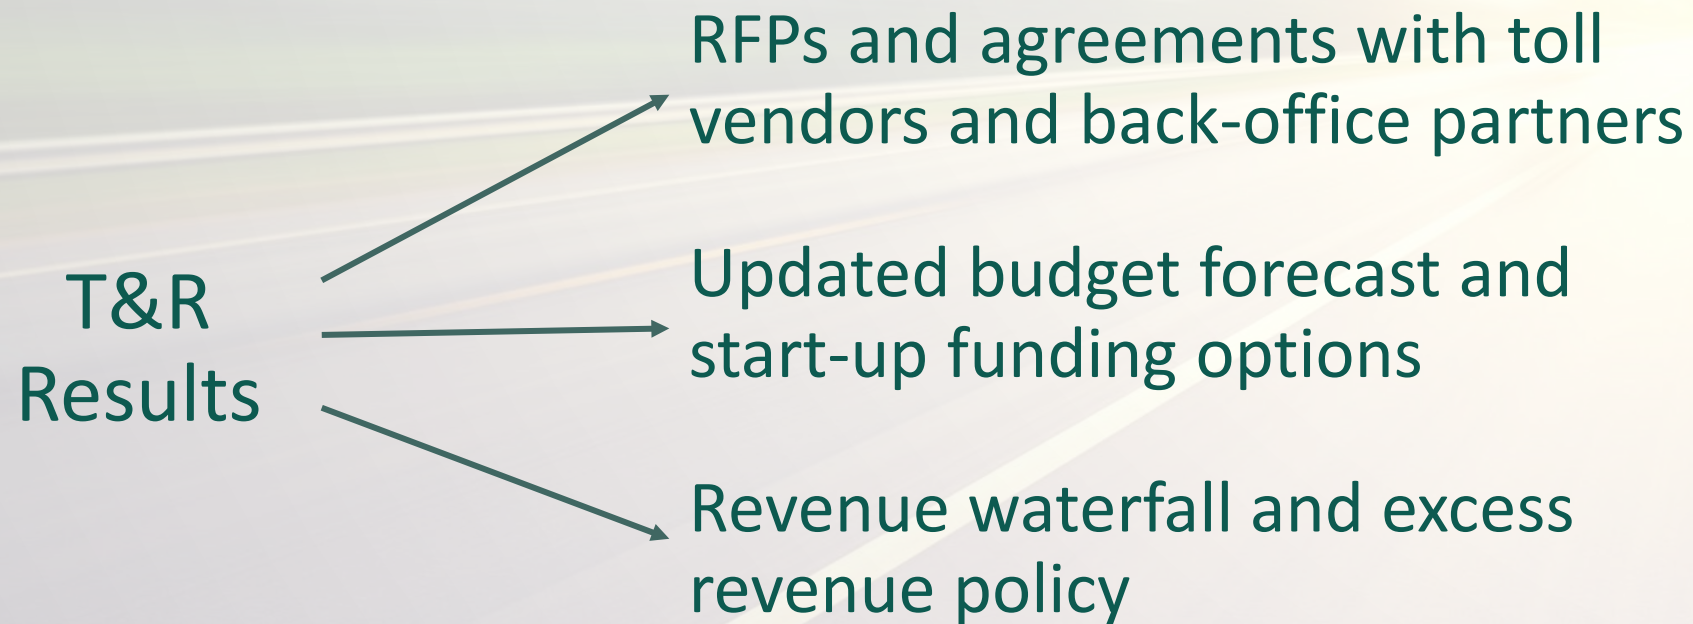 T&R
Results
RFPs and agreements with toll
vendors and back-office partners
Updated budget forecast and
start-up funding options
Revenue waterfall and excess
revenue policy